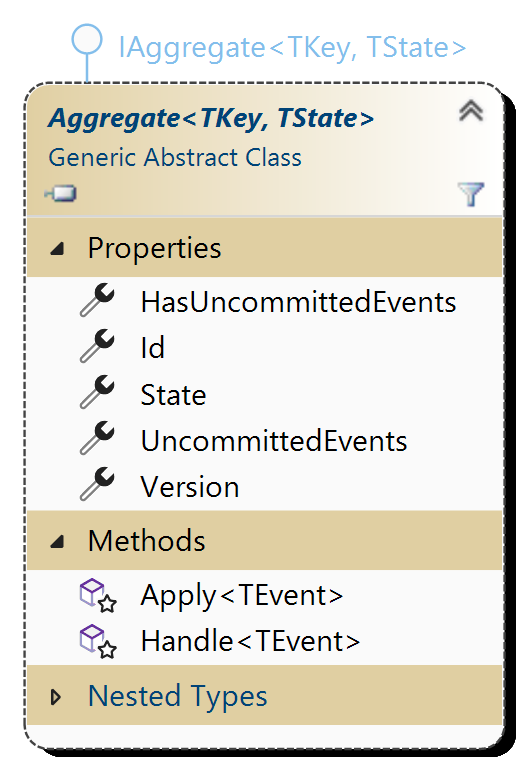 IAggregate<TKey, TState>
Aggregate<TKey, TState>
Generic Abstract Class
Properties
HasUncommittedEvents
Id
State
UncommittedEvents
Version
Methods
Apply<TEvent>
Handle<TEvent>
Nested Types